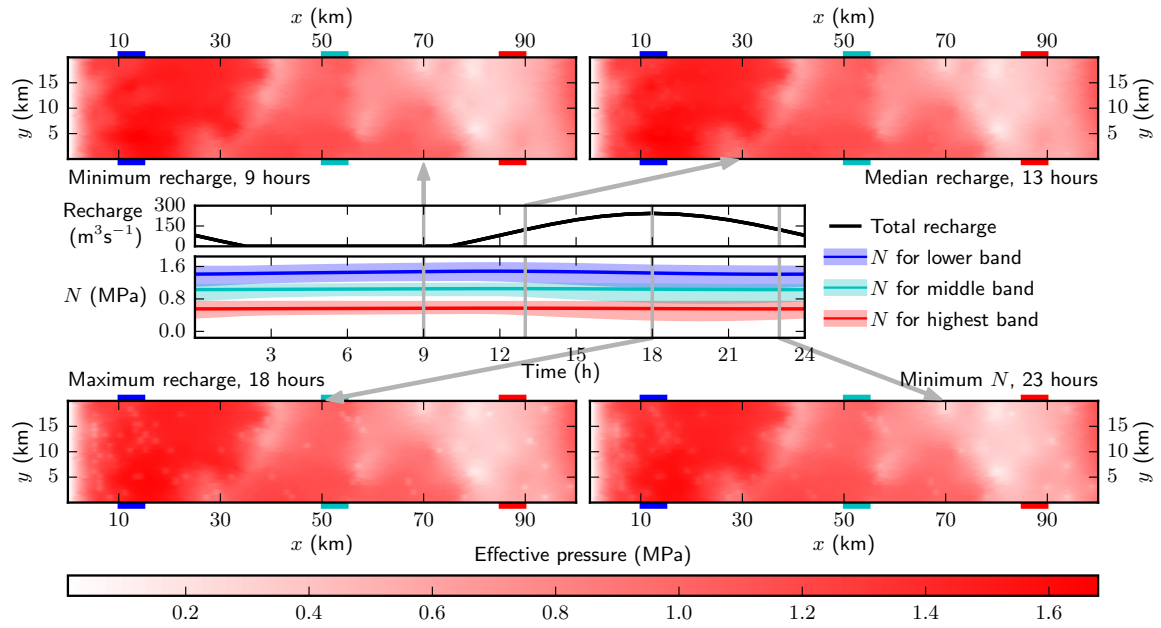 x (km)
x (km)
10 30 50 70 90
10 30 50 70 90
y (km)
15
10
5
15
10
5
y (km)
Minimum recharge, 9 hours
Median recharge, 13 hours
Recharge
(m³s⁻¹)
300
150
0
Total recharge
N (MPa)
1.6
0.8
0.0
N for lower band
N for middle band
N for highest band
3 6 9 12 15 18 21 24
Time (h)
Maximum recharge, 18 hours
Minimum N, 23 hours
y (km)
15
10
5
15
10
5
y (km)
10 30 50 70 90
10 30 50 70 90
x (km)
x (km)
Effective pressure (MPa)
0.2 0.4 0.6 0.8 1.0 1.2 1.4 1.6